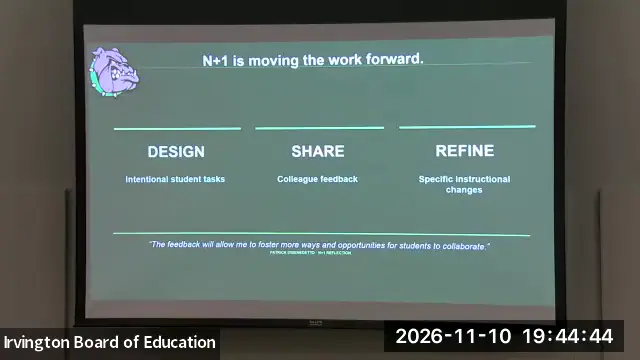 N+1 is moving the work forward.
DESIGN
Intentional student tasks
SHARE
Colleague feedback
REFINE
Specific instructional
changes
"The feedback will allow me to foster more ways and opportunities for students to collaborate."
N+1 REFLECTION
Irvington Board of Education
2026-11-10 19:44:44